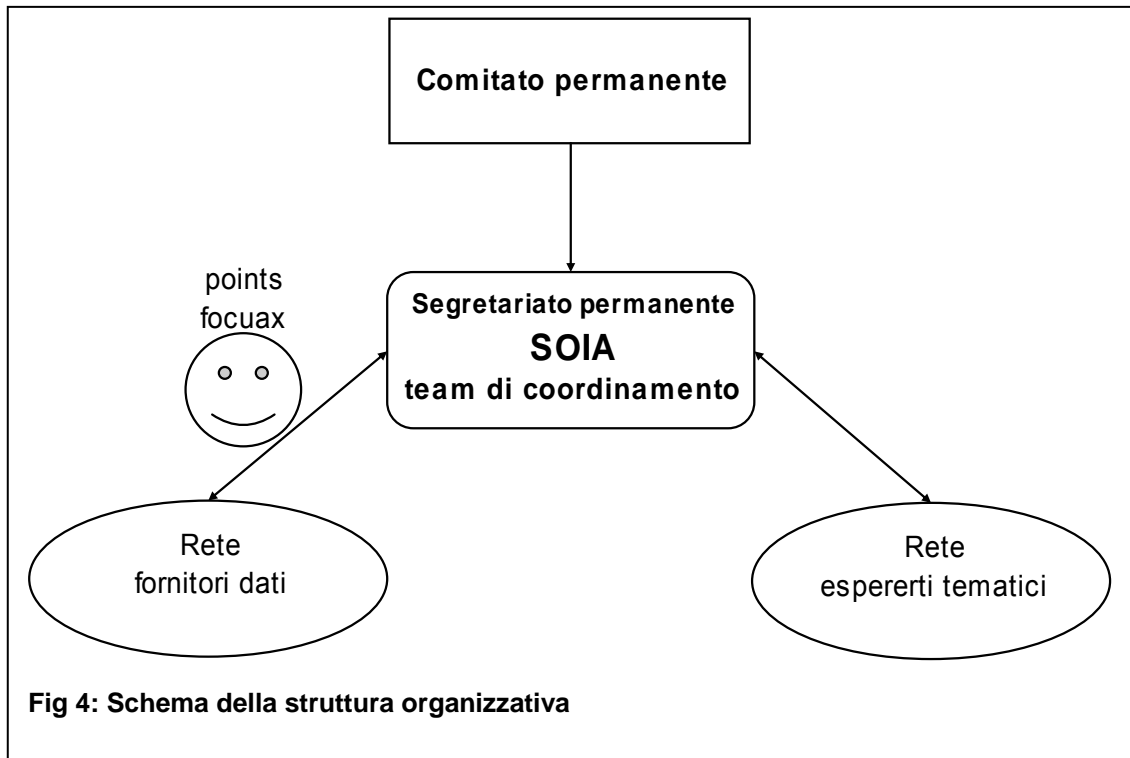 Comitato permanente
points
focuax
Segretariato permanente
SOIA
team di coordinamento
Rete
fornitori dati
Rete
espererti tematici
Fig 4: Schema della struttura organizzativa